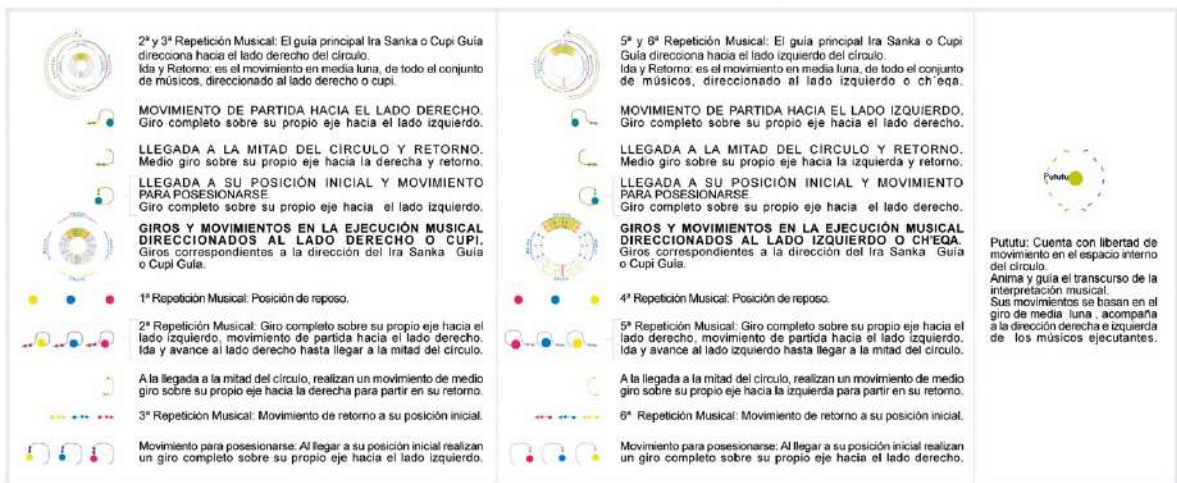 2ª y 3ª Repetición Musical: El guía principal Ira Sanka o Cupi Guía
direcciona hacia el lado derecho del círculo.
Ida y Retorno: es el movimiento en media luna, de todo el conjunto
de músicos, direccionado al lado derecho o cupi.
MOVIMIENTO DE PARTIDA HACIA EL LADO DERECHO.
Giro completo sobre su propio eje hacia el lado izquierdo.
LLEGADA A LA MITAD DEL CÍRCULO Y RETORNO.
Medio giro sobre su propio eje hacia la derecha y retorno.
LLEGADA A SU POSICIÓN INICIAL Y MOVIMIENTO
PARA POSESIONARSE.
Giro completo sobre su propio eje hacia el lado izquierdo.
GIROS Y MOVIMIENTOS EN LA EJECUCIÓN MUSICAL
DIRECCIONADOS AL LADO DERECHO O CUPI.
Giros correspondientes a la dirección del Ira Sanka Guía
o Cupi Guía.
1ª Repetición Musical: Posición de reposo.
2ª Repetición Musical: Giro completo sobre su propio eje hacia el
lado izquierdo, movimiento de partida hacia el lado derecho.
Ida y avance al lado derecho hasta llegar a la mitad del círculo.
A la llegada a la mitad del círculo, realizan un movimiento de medio
giro sobre su propio eje hacia la derecha para partir en su retorno.
3ª Repetición Musical: Movimiento de retorno a su posición inicial.
Movimiento para posesionarse: Al llegar a su posición inicial realizan
un giro completo sobre su propio eje hacia el lado izquierdo.
5ª y 6ª Repetición Musical: El guía principal Ira Sanka o Cupi
Guía direcciona hacia el lado izquierdo del círculo.
Ida y Retorno: es el movimiento en media luna, de todo el conjunto
de músicos, direccionado al lado izquierdo o ch'eqa.
MOVIMIENTO DE PARTIDA HACIA EL LADO IZQUIERDO.
Giro completo sobre su propio eje hacia el lado derecho.
LLEGADA A LA MITAD DEL CÍRCULO Y RETORNO.
Medio giro sobre su propio eje hacia la izquierda y retorno.
LLEGADA A SU POSICIÓN INICIAL Y MOVIMIENTO
PARA POSESIONARSE.
Giro completo sobre su propio eje hacia el lado derecho.
GIROS Y MOVIMIENTOS EN LA EJECUCIÓN MUSICAL
DIRECCIONADOS AL LADO IZQUIERDO O CH'EQA.
Giros correspondientes a la dirección del Ira Sanka Guía
o Cupi Guía.
4ª Repetición Musical: Posición de reposo.
5ª Repetición Musical: Giro completo sobre su propio eje hacia el
lado derecho, movimiento de partida hacia el lado izquierdo.
Ida y avance al lado izquierdo hasta llegar a la mitad del círculo.
A la llegada a la mitad del círculo, realizan un movimiento de medio
giro sobre su propio eje hacia la izquierda para partir en su retorno.
6ª Repetición Musical: Movimiento de retorno a su posición inicial.
Movimiento para posesionarse: Al llegar a su posición inicial realizan
un giro completo sobre su propio eje hacia el lado derecho.
Pututu
Pututu: Cuenta con libertad de
movimiento en el espacio interno
del círculo.
Anima y guía el transcurso de la
interpretación musical.
Sus movimientos se basan en el
giro de media luna , acompaña
a la dirección derecha e izquierda
de los músicos ejecutantes.